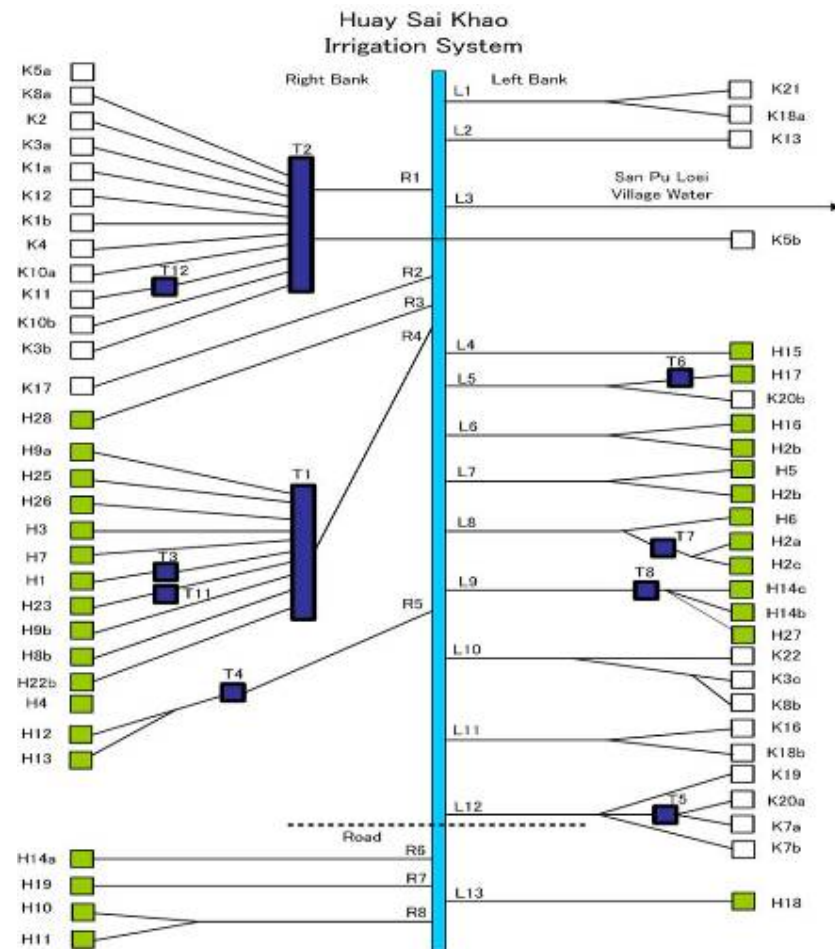 Huay Sai Khao
Irrigation System
Right Bank
Left Bank
K5a
K8a
K2
K3a
K1a
K12
K1b
K4
K10a
K11
K10b
K3b
K17
H28
H9a
H25
H26
H3
H7
H1
H23
H9b
H8b
H22b
H4
H12
H13
H14a
H19
H10
H11
T2
T12
T1
T3
T11
T4
R1
R2
R3
R4
R5
Road
R6
R7
R8
L1
L2
L3
San Pu Loei
Village Water
L4
L5
L6
L7
L8
L9
L10
L11
L12
L13
T6
T7
T8
T5
K21
K18a
K13
K5b
H15
H17
K20b
H16
H2b
H5
H2b
H6
H2a
H2c
H14c
H14b
H27
K22
K3c
K8b
K16
K18b
K19
K20a
K7a
K7b
H18